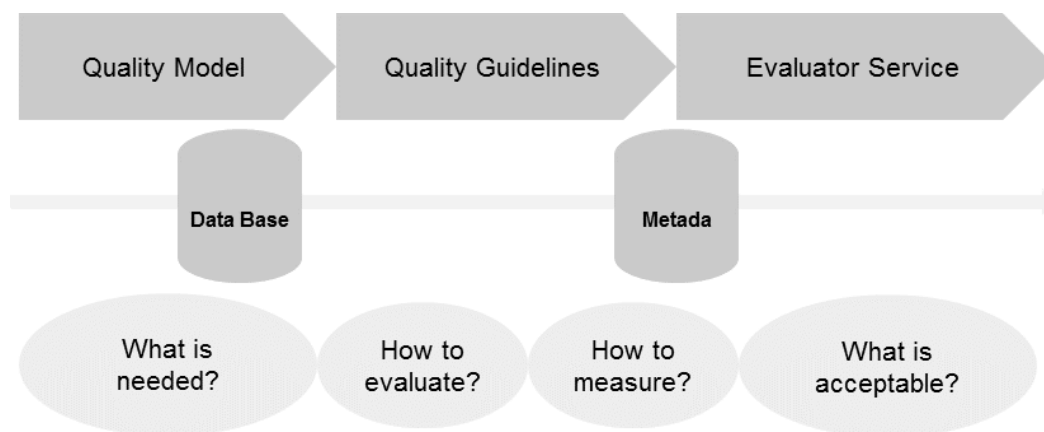 Quality Model
Quality Guidelines
Evaluator Service
Data Base
Metada
What is
needed?
How to
evaluate?
How to
measure?
What is
acceptable?